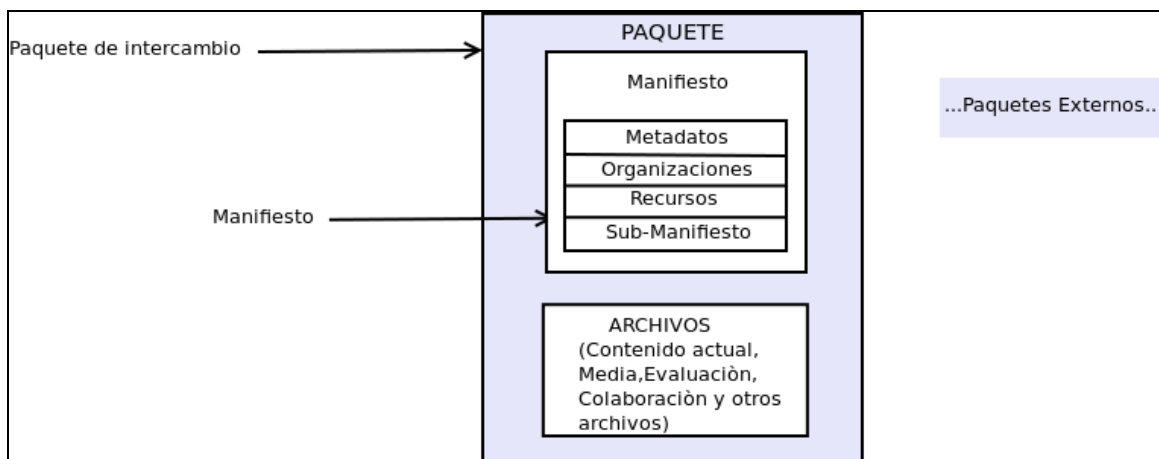 PAQUETE
Paquete de intercambio
Manifiesto
Metadatos
Organizaciones
Recursos
Sub-Manifiesto
Manifiesto
...Paquetes Externos..
ARCHIVOS
(Contenido actual,
Media,Evaluaciòn,
Colaboraciòn y otros
archivos)